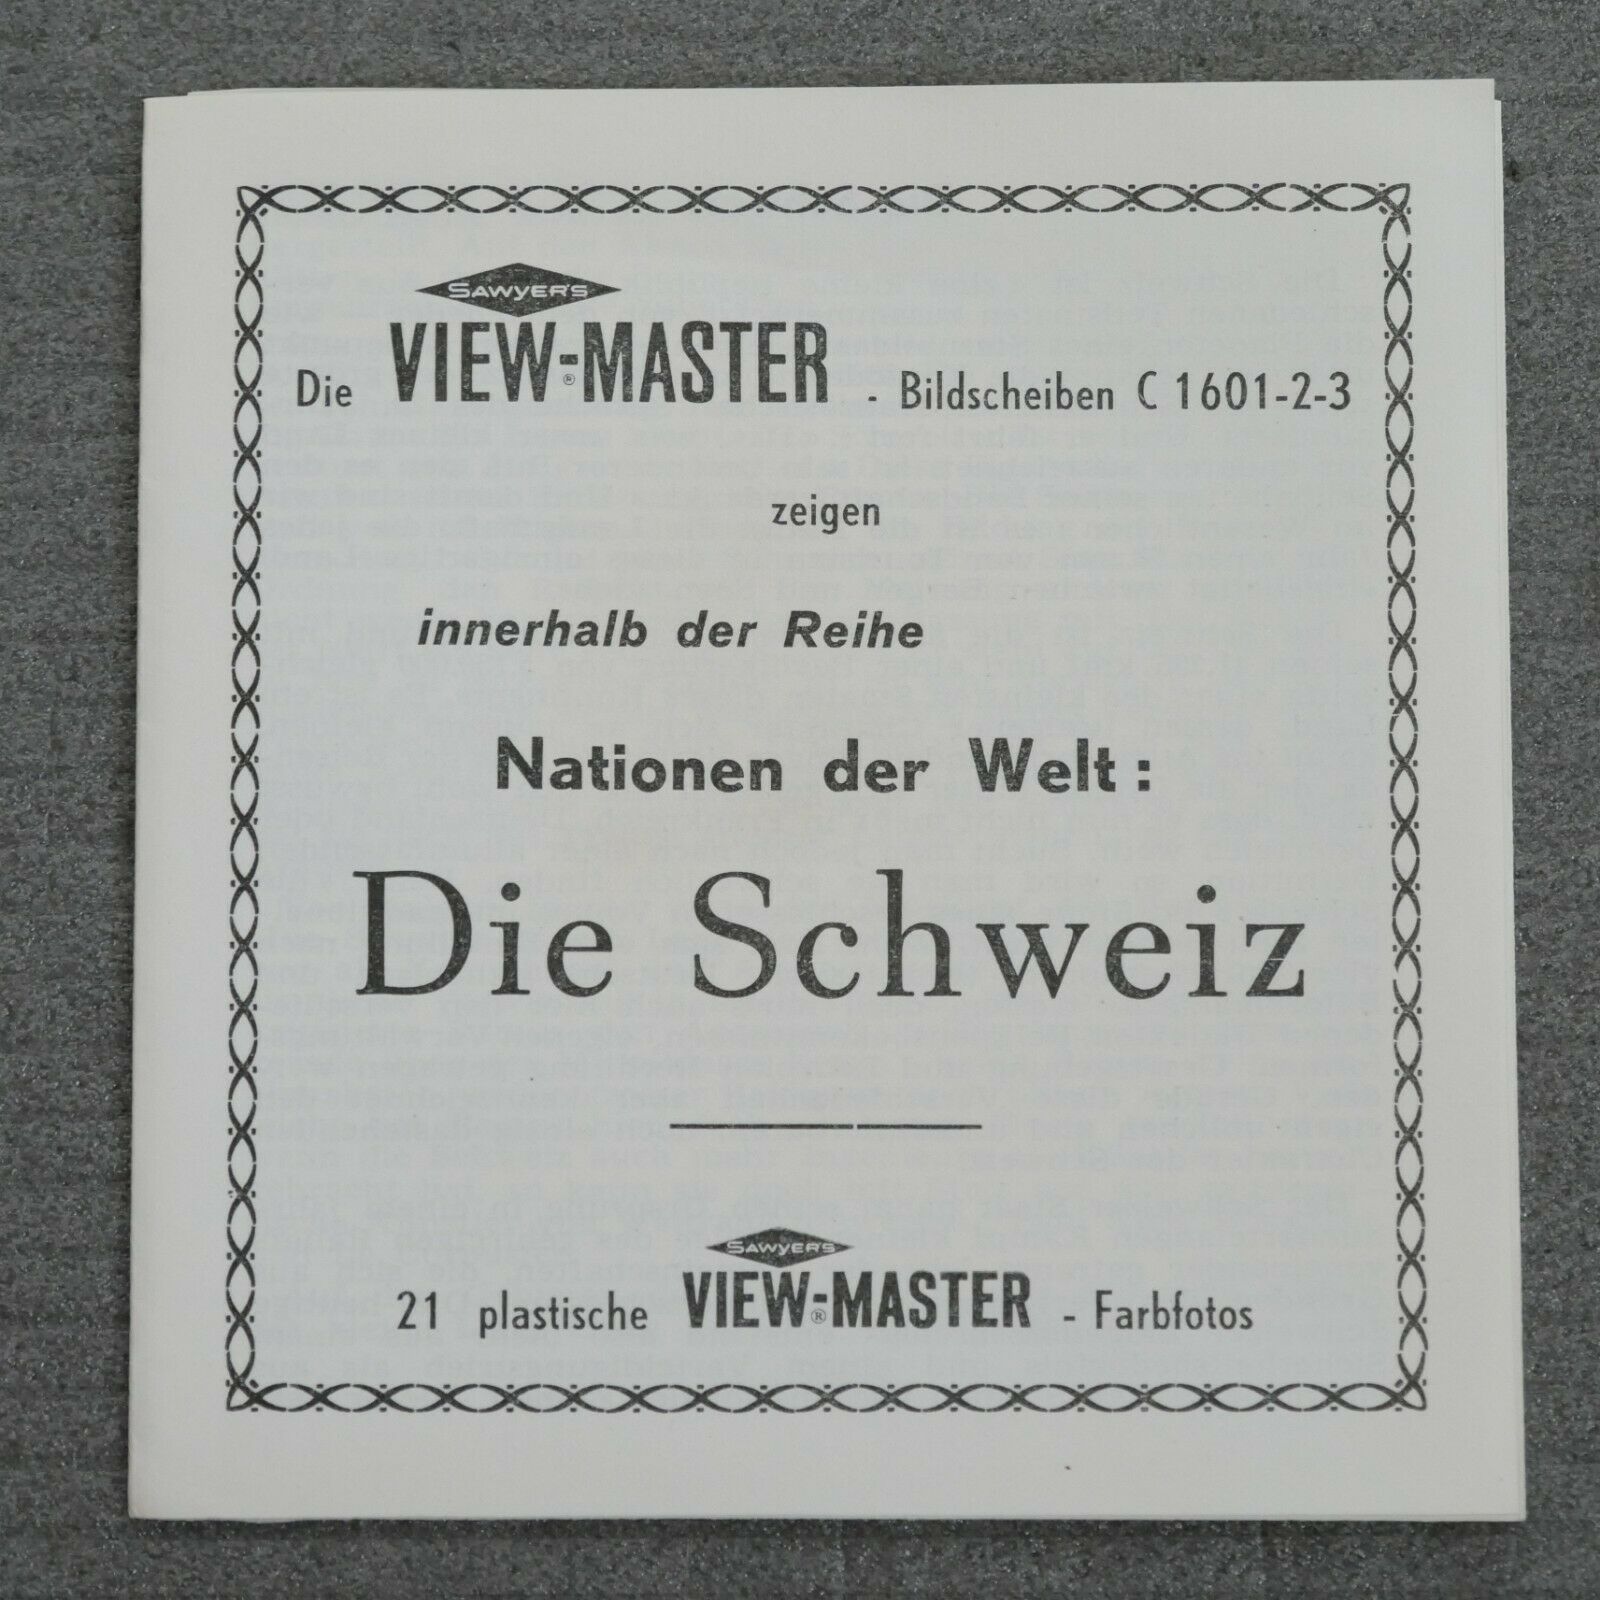 SAWYER'S
Die VIEW-MASTER® - Bildscheiben C 1601-2-3
zeigen
innerhalb der Reihe
Nationen der Welt:
Die Schweiz
SAWYER'S
21 plastische VIEW-MASTER® - Farbfotos